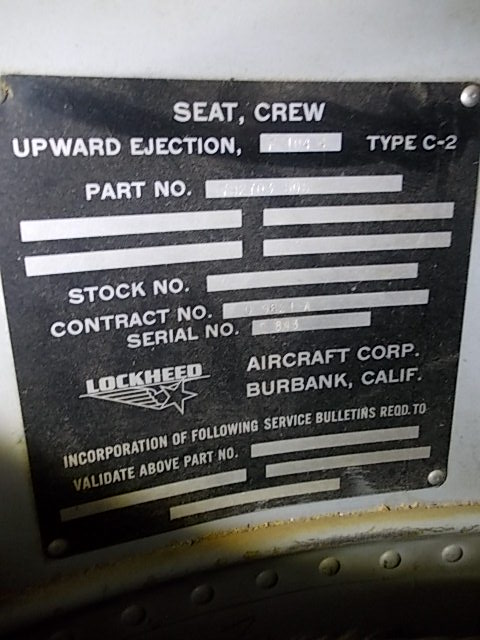 SEAT, CREW
UPWARD EJECTION, TYPE C-2
PART NO.
STOCK NO.
CONTRACT NO.
SERIAL NO.
LOCKHEED
AIRCRAFT CORP.
BURBANK, CALIF.
INCORPORATION OF FOLLOWING SERVICE BULLETINS REQD. TO
VALIDATE ABOVE PART NO.